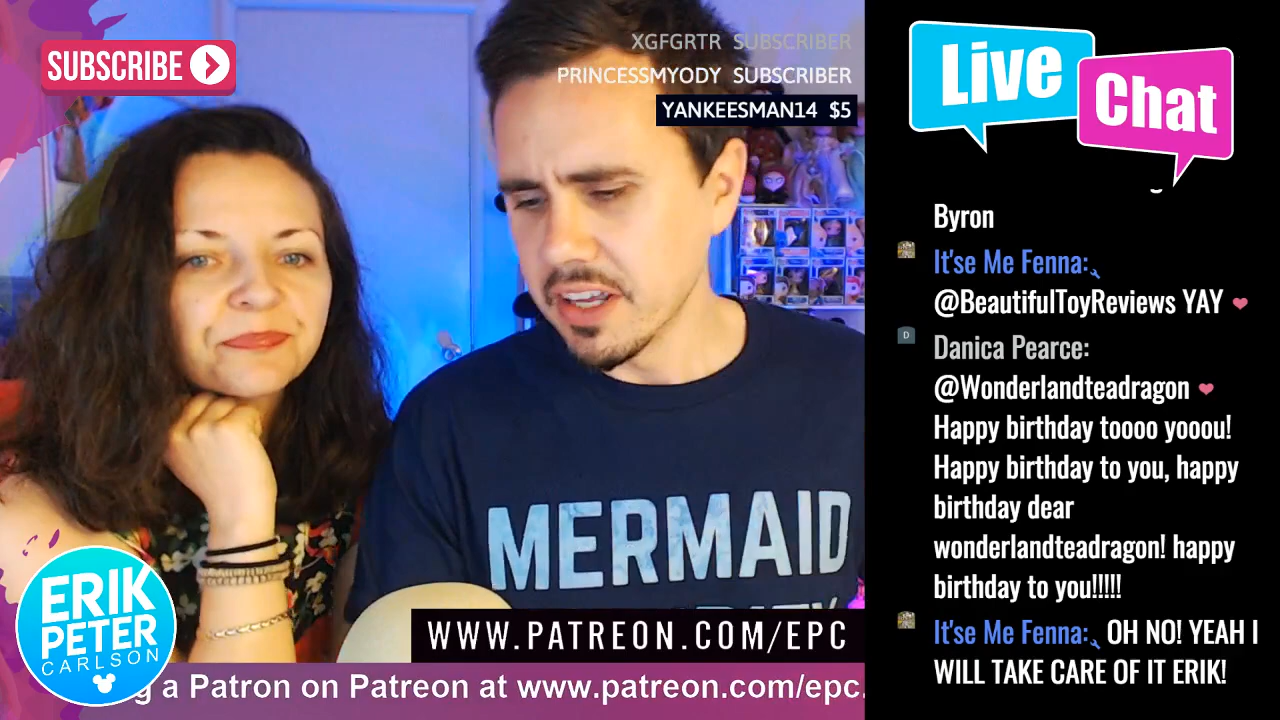 SUBSCRIBE
XGFGRTR SUBSCRIBER
PRINCESSMYODY SUBSCRIBER
YANKEESMAN14 $5
Live
Chat
Byron
It'se Me Fenna:
@BeautifulToyReviews YAY
D
Danica Pearce:
@Wonderlandteadragon
Happy birthday toooo yooou!
Happy birthday to you, happy
birthday dear
wonderlandteadragon! happy
birthday to you!!!!!
It'se Me Fenna: OH NO! YEAH I
WILL TAKE CARE OF IT ERIK!
MERMAID
ERIK
PETER
CARLSON
WWW.PATREON.COM/EPC
g a Patron on Patreon at www.patreon.com/epc.